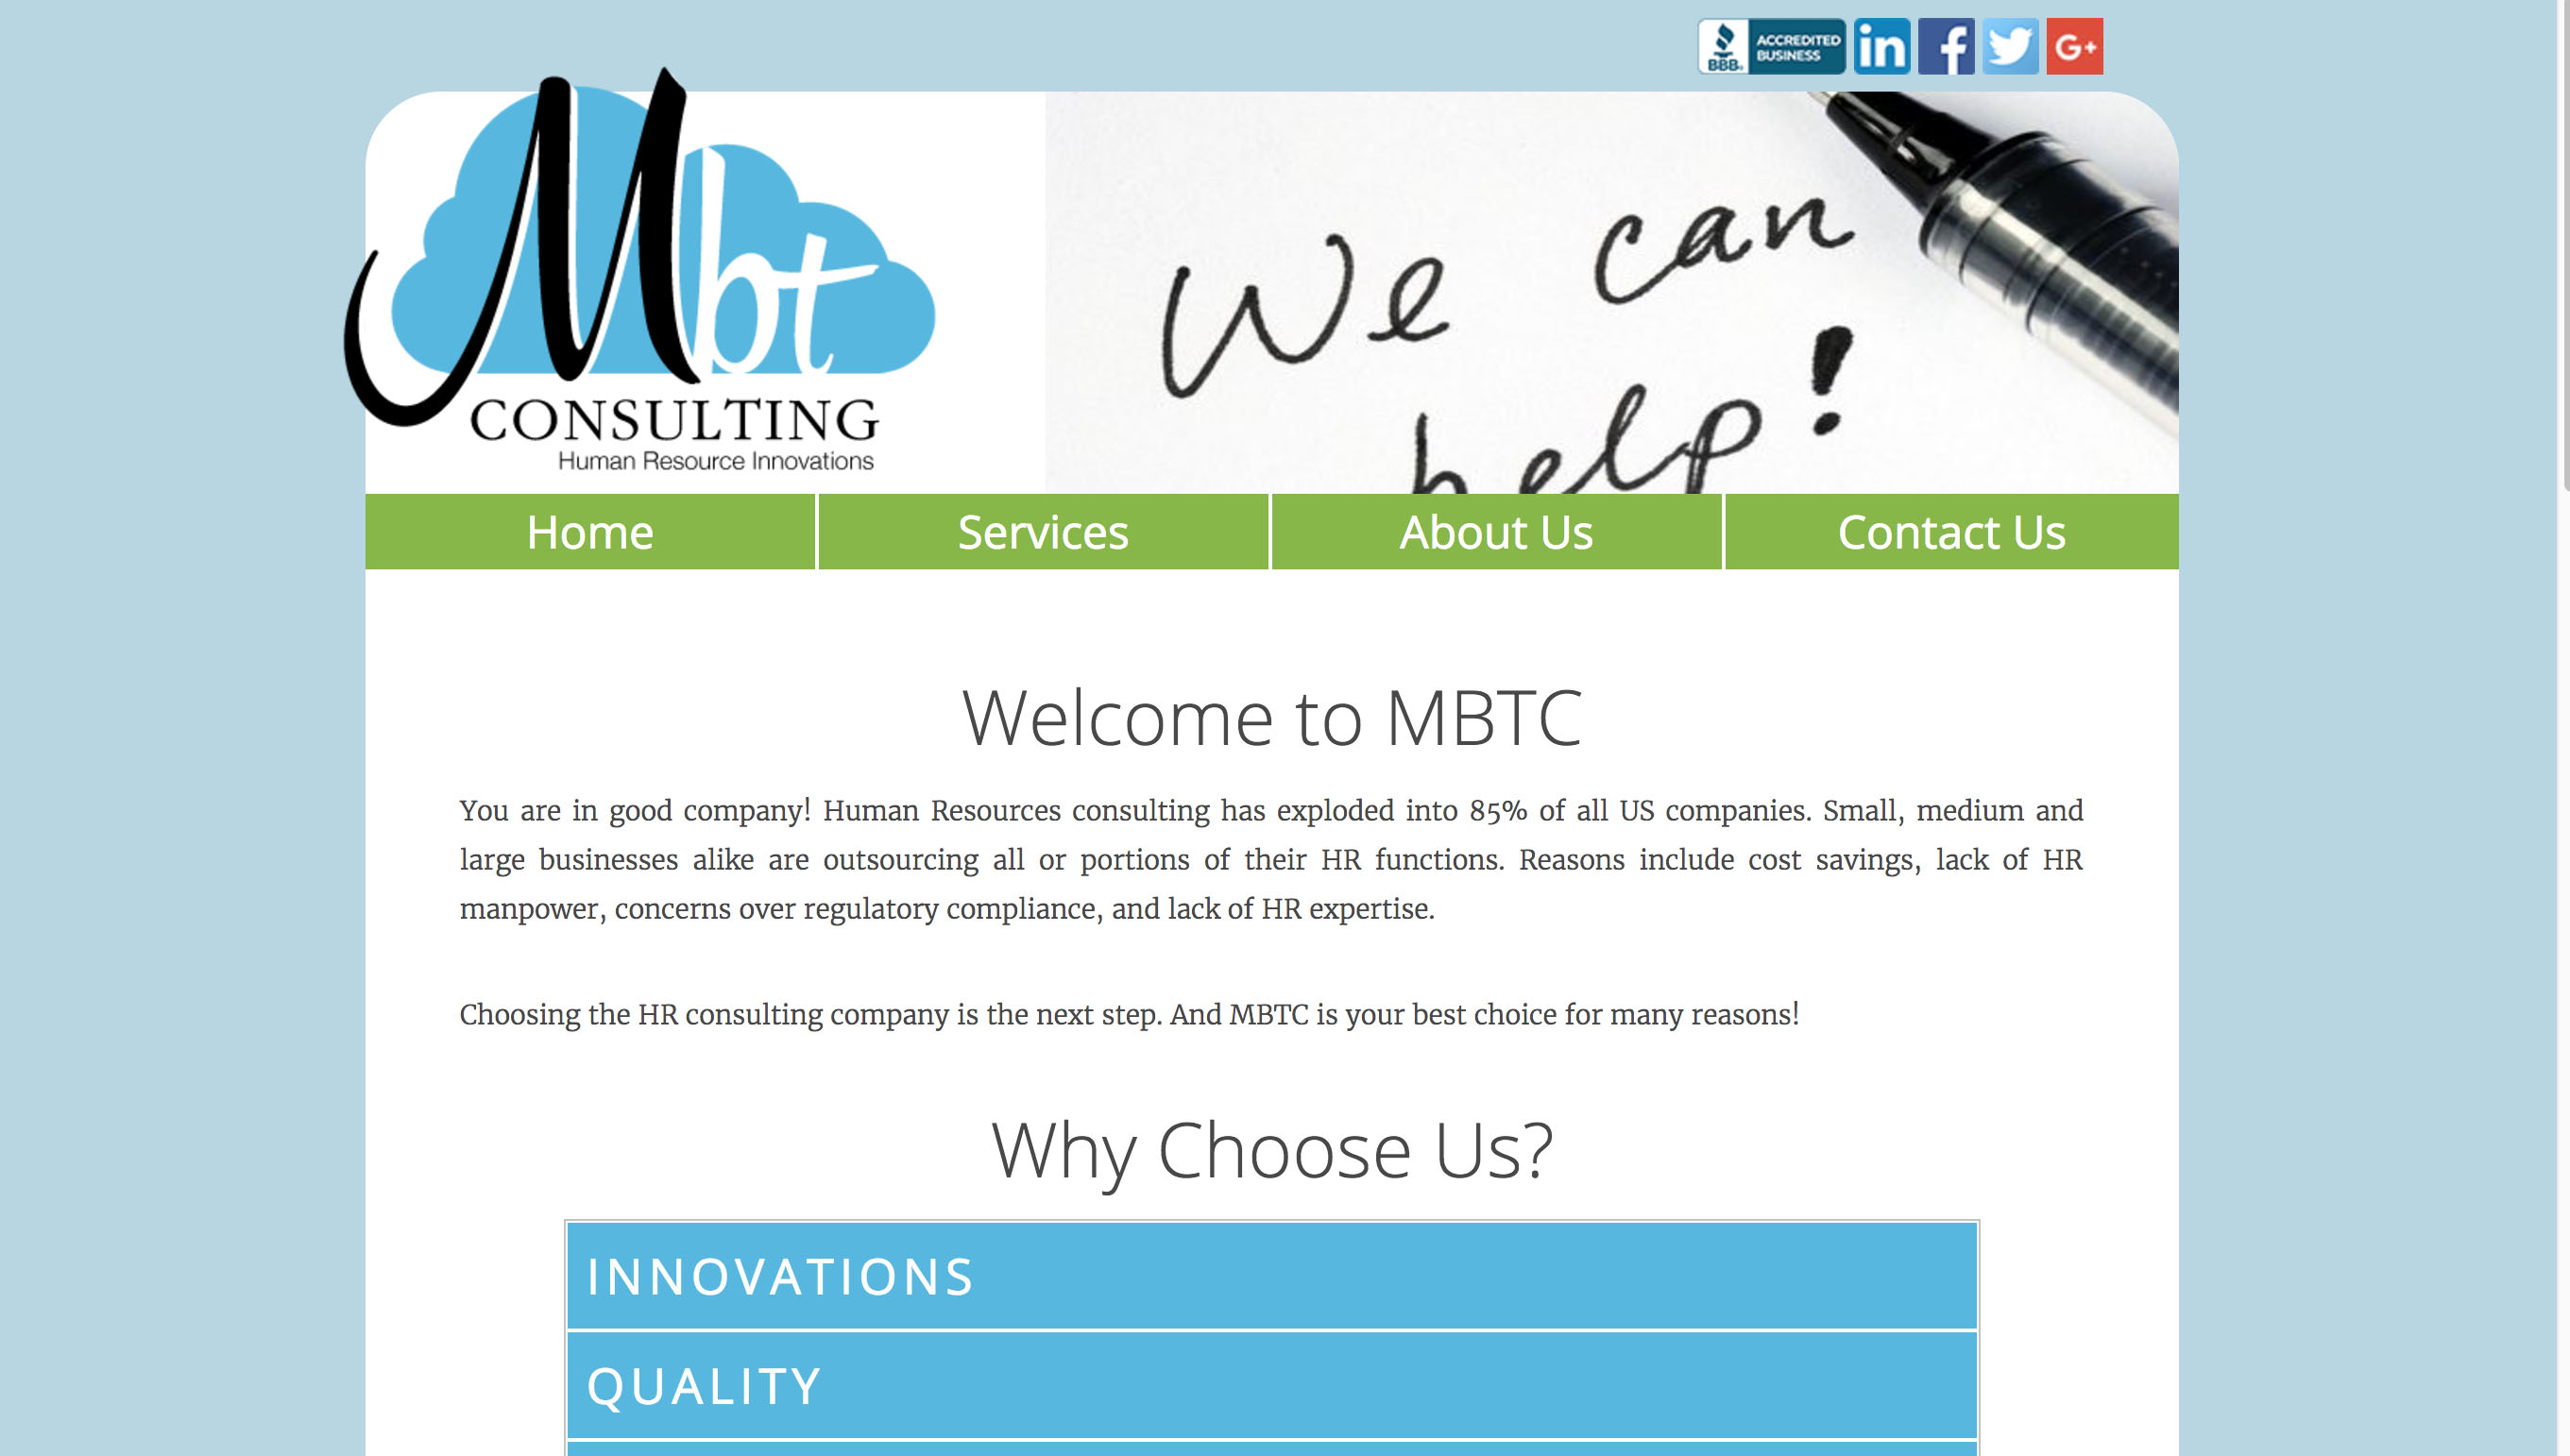 BBB. ACCREDITED BUSINESS
in f G+
Mbt
CONSULTING
Human Resource Innovations
We can
help!
Home Services About Us Contact Us
Welcome to MBTC
You are in good company! Human Resources consulting has exploded into 85% of all US companies. Small, medium and
large businesses alike are outsourcing all or portions of their HR functions. Reasons include cost savings, lack of HR
manpower, concerns over regulatory compliance, and lack of HR expertise.
Choosing the HR consulting company is the next step. And MBTC is your best choice for many reasons!
Why Choose Us?
INNOVATIONS
QUALITY